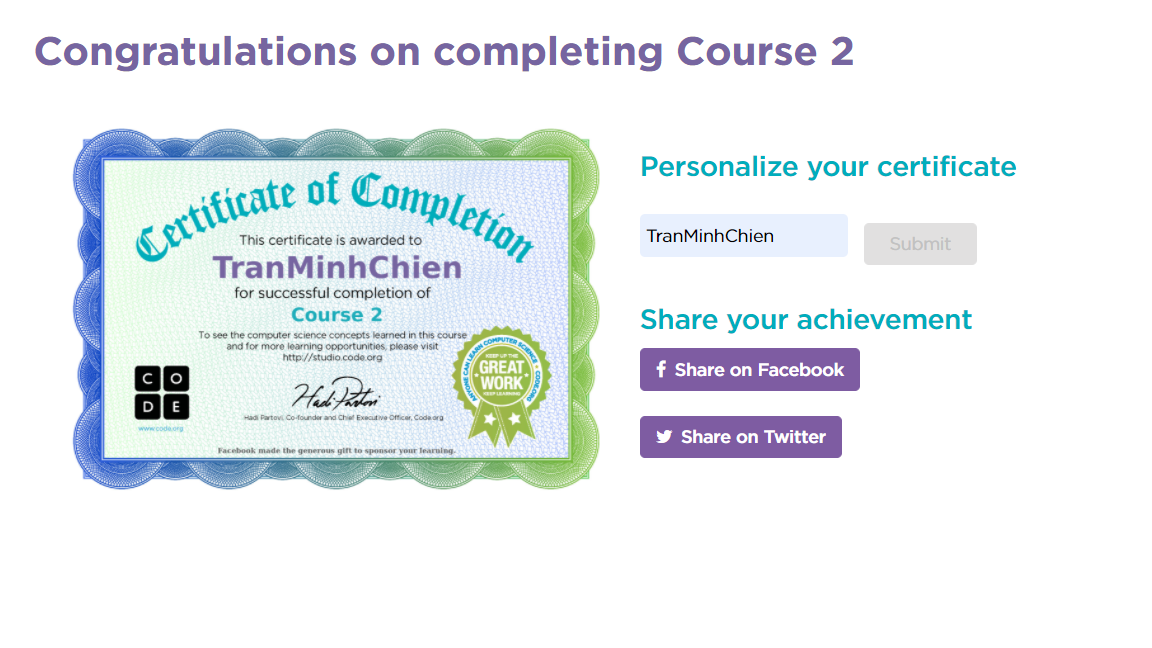 Congratulations on completing Course 2
Certificate of Completion
This certificate is awarded to
TranMinhChien
for successful completion of
Course 2
To see the computer science concepts learned in this course
and for more learning opportunities, please visit
http://studio.code.org
C O
D E
www.code.org
Hadi Partovi
Hadi Partovi, Co-founder and Chief Executive Officer, Code.org
ANYONE CAN LEARN COMPUTER SCIENCE • CODE.ORG •
KEEP UP THE
GREAT
WORK
KEEP LEARNING
Facebook made the generous gift to sponsor your learning.
Personalize your certificate
TranMinhChien
Submit
Share your achievement
Share on Facebook
Share on Twitter